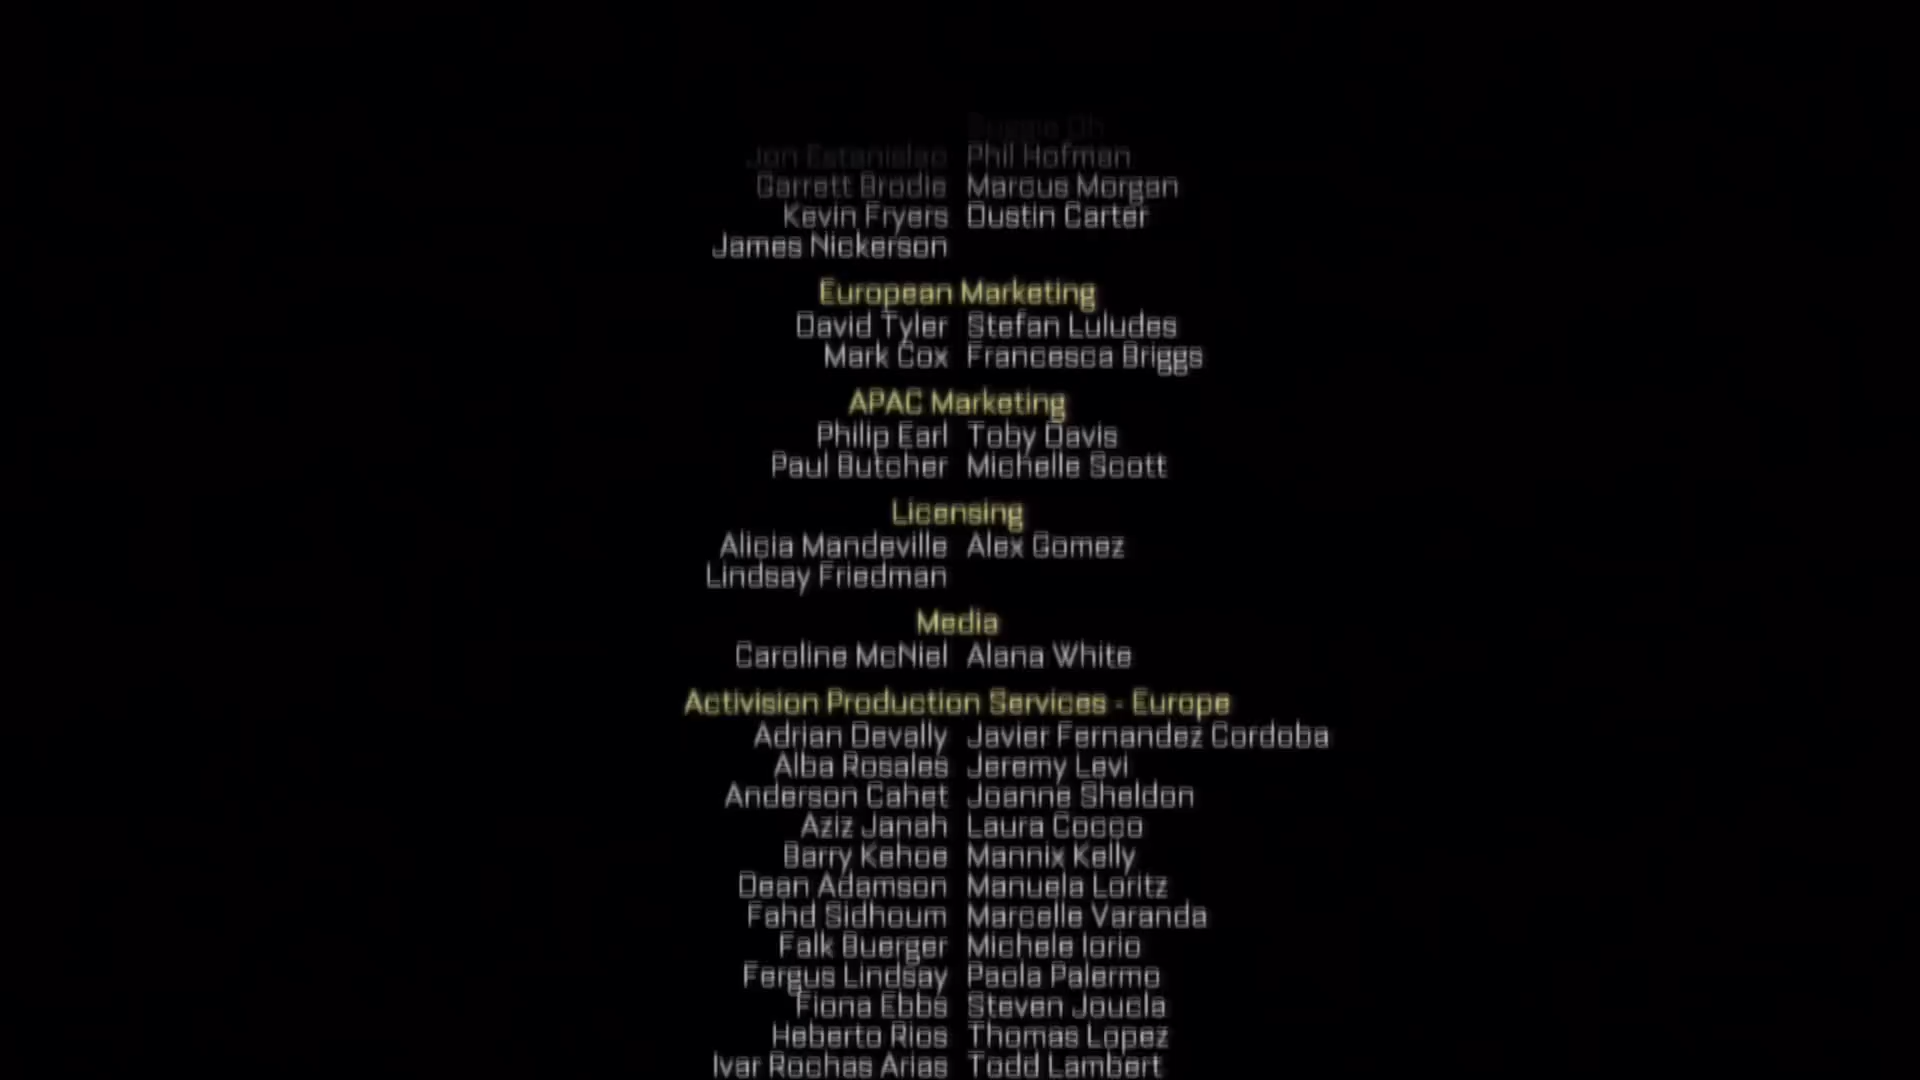 Jon Estanislao Phil Hofman
Garrett Brodie Marcus Morgan
Kevin Fryers Dustin Carter
James Nickerson
European Marketing
David Tyler Stefan Luludes
Mark Cox Francesca Briggs
APAC Marketing
Philip Earl Toby Davis
Paul Butcher Michelle Scott
Licensing
Alicia Mandeville Alex Gomez
Lindsay Friedman
Media
Caroline McNiel Alana White
Activision Production Services - Europe
Adrian Devally Javier Fernandez Cordoba
Alba Rosales Jeremy Levi
Anderson Cahet Joanne Sheldon
Aziz Janah Laura Cocco
Barry Kehoe Mannix Kelly
Dean Adamson Manuela Loritz
Fahd Sidhoum Marcelle Varanda
Falk Buerger Michele Iorio
Fergus Lindsay Paola Palermo
Fiona Ebbs Steven Joucla
Heberto Rios Thomas Lopez
Ivar Rochas Arias Todd Lambert